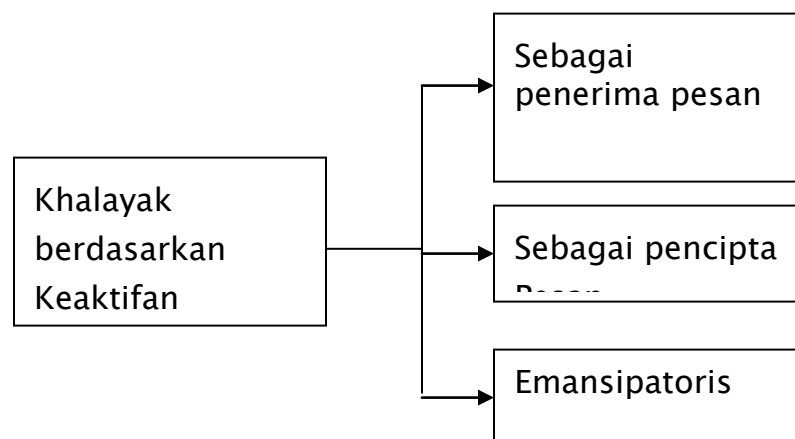 Sebagai
penerima pesan
Khalayak
berdasarkan
Keaktifan
Sebagai pencipta
Emansipatoris